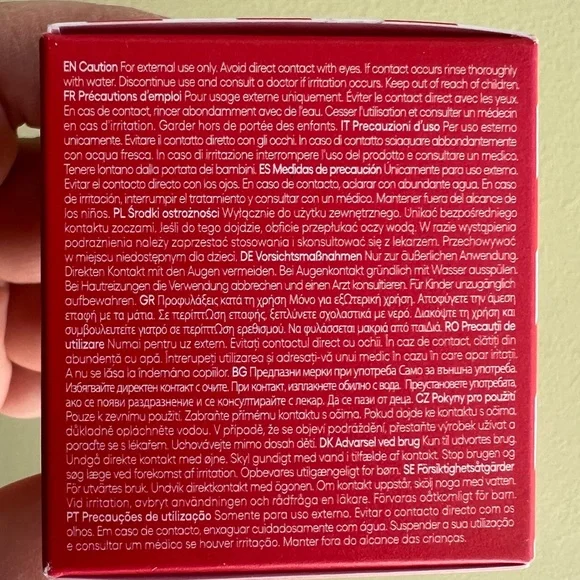 EN Caution For external use only. Avoid direct contact with eyes. If contact occurs rinse thoroughly
with water. Discontinue use and consult a doctor if irritation occurs. Keep out of reach of children.
FR Précautions d'emploi Pour usage externe uniquement. Éviter le contact direct avec les yeux.
En cas de contact, rincer abondamment avec de l'eau. Cesser l'utilisation et consulter un médecin
en cas d'irritation. Garder hors de portée des enfants. IT Precauzioni d'uso Per uso esterno
unicamente. Evitare il contatto diretto con gli occhi. In caso di contatto sciaquare abbondantemente
con acqua fresca. In caso di irritazione interrompere l'uso del prodotto e consultare un medico.
Tenere lontano dalla portata dei bambini. ES Medidas de precaución Únicamente para uso externo.
Evitar el contacto directo con los ojos. En caso de contacto, aclarar con abundante agua. En caso
de irritación, interrumpir el tratamiento y consultar con un médico. Mantener fuera del alcance de
los niños. PL Środki ostrożności Wyłącznie do użytku zewnętrznego. Unikać bezpośredniego
kontaktu zoczami. Jeśli do tego dojdzie, obficie przepłukać oczy wodą. W razie wystąpienia
podrażnienia należy zaprzestać stosowania i skonsultować się z lekarzem. Przechowywać
w miejscu niedostępnym dla dzieci. DE Vorsichtsmaßnahmen Nur zur äußerlichen Anwendung.
Direkten Kontakt mit den Augen vermeiden. Bei Augenkontakt gründlich mit Wasser ausspülen.
Bei Hautreizungen die Verwendung abbrechen und einen Arzt konsultieren. Für Kinder unzugänglich
aufbewahren. GR Προφυλάξεις κατά τη χρήση Μόνο για εξΩτερική χρήση. Αποφύγετε την άμεση
επαφή με τα μάτια. Σε περίπτΩση επαφής, ξεπλύνετε σχολαστικά με νερό. Διακόψτε τη χρήση και
συμβουλευτείτε γιατρό σε περίπτΩση ερεθισμού. Να φυλάσσεται μακριά από παιΔιά. RO Precauții de
utilizare Numai pentru uz extern. Evitați contactul direct cu ochii. În caz de contact, clătiți din
abundență cu apă. Întrerupeți utilizarea și adresați-vă unui medic în cazu în care apar iritații.
A nu se lăsa la îndemâna copiilor. BG Предпазни мерки при употреба Само за външна употреба.
Избягвайте директен контакт с очите. При контакт, изплакнете обилно с вода. Преустановете употребата,
ако се появи раздразнение и се консултирайте с лекар. Да се пази от деца. CZ Pokyny pro použití
Pouze k zevnímu použití. Zabraňte přímému kontaktu s očima. Pokud dojde ke kontaktu s očima,
důkladně opláchněte vodou. V případě, že se objeví podráždění, přestaňte výrobek užívat a
poraďte se s lékařem. Uchovávejte mimo dosah dětí. DK Advarsel ved brug Kun til udvortes brug.
Undgå direkte kontakt med øjne. Skyl gundigt med vand i tilfælde af kontakt. Stop brugen og
søg læge ved forekomst af irritation. Opbevares utilgængeligt for børn. SE Försiktighetsåtgärder
För utvärtes bruk. Undvik direktkontakt med ögonen. Om kontakt uppstår, skölj noga med vatten.
Vid irritation, avbryt användningen och rådfråga en läkare. Förvaras oåtkomligt för barn.
PT Precauções de utilização Somente para uso externo. Evitar o contacto directo com os
olhos. Em caso de contacto, enxaguar cuidadosamente com água. Suspender a sua utilização
e consultar um médico se houver irritação. Manter fora do alcance das crianças.